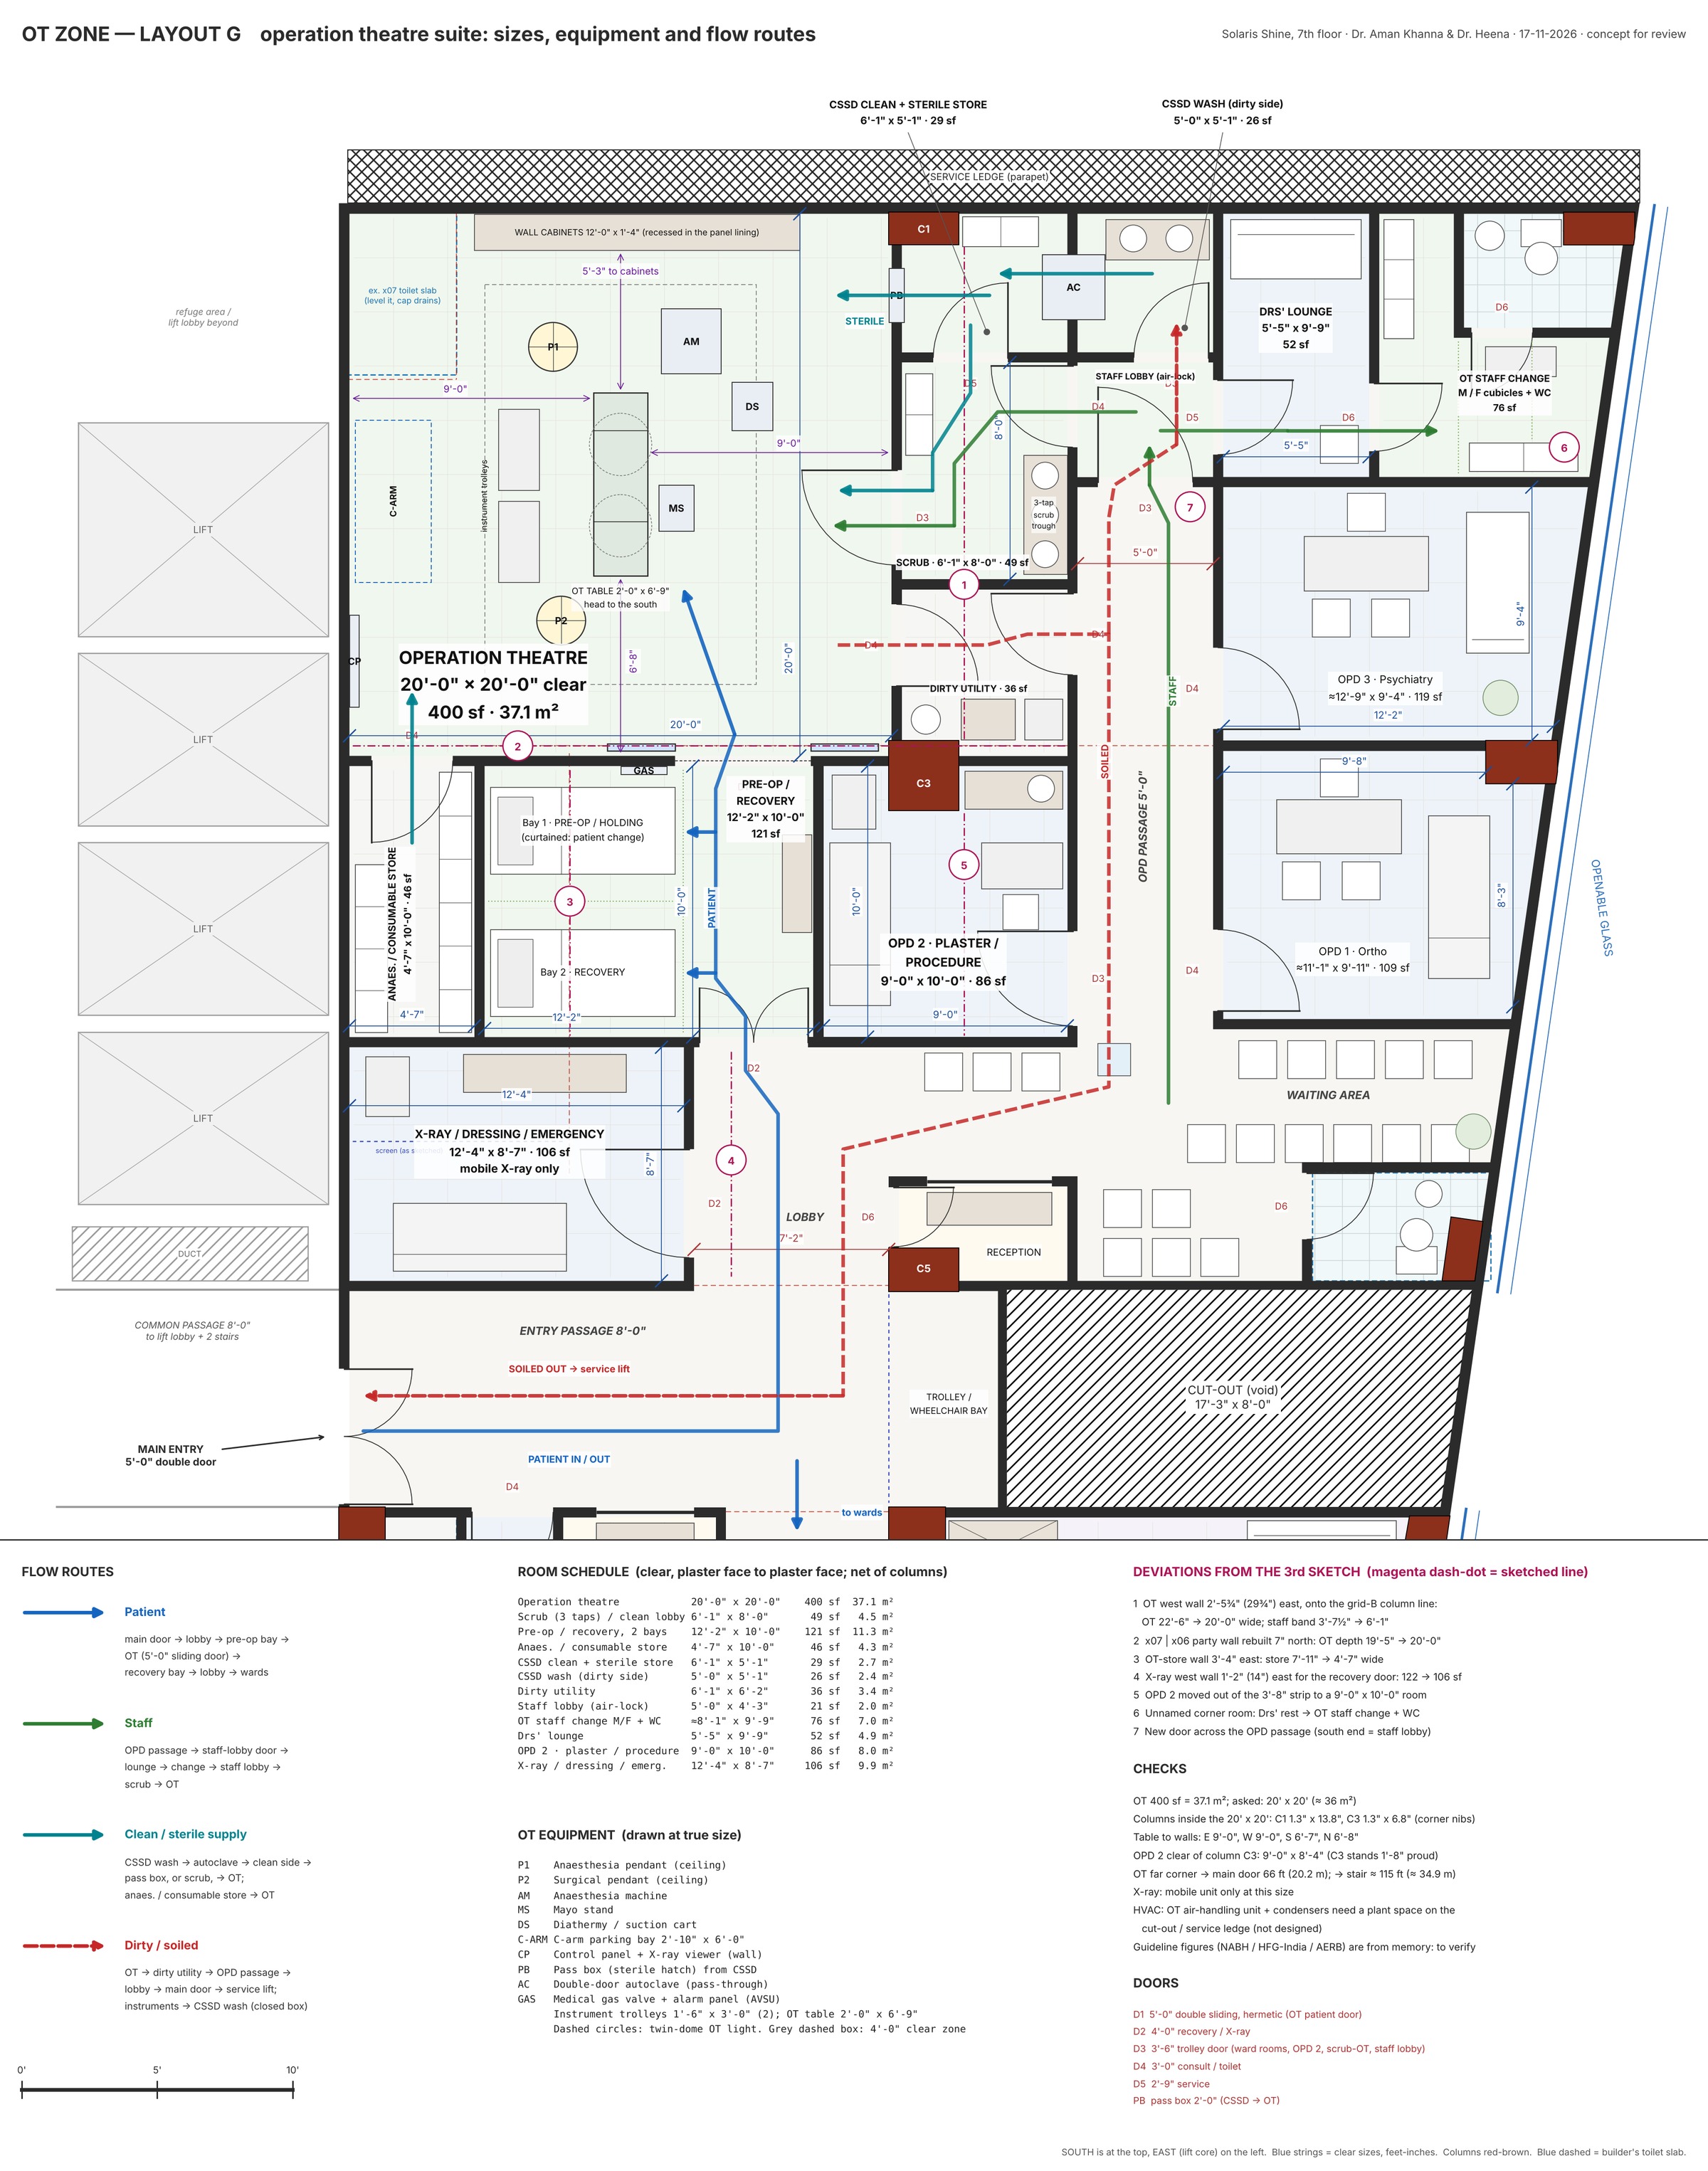 OT ZONE — LAYOUT G operation theatre suite: sizes, equipment and flow routes
Solaris Shine, 7th floor · Dr. Aman Khanna & Dr. Heena · 17-11-2026 · concept for review
CSSD CLEAN + STERILE STORE
6'-1" x 5'-1" · 29 sf
CSSD WASH (dirty side)
5'-0" x 5'-1" · 26 sf
SERVICE LEDGE (parapet)
WALL CABINETS 12'-0" x 1'-4" (recessed in the panel lining)
C1
5'-3" to cabinets
ex. x07 toilet slab
(level it, cap drains)
refuge area /
lift lobby beyond
PB
STERILE
AC
DRS' LOUNGE
5'-5" x 9'-9"
52 sf
D6
P1
AM
DS
9'-0"
9'-0"
C-ARM
instrument trolleys
MS
STAFF LOBBY (air-lock)
D5
D4
D5
D6
8'-0"
5'-5"
OT STAFF CHANGE
M / F cubicles + WC
76 sf
6
LIFT
D3
3-tap
scrub
trough
D3
7
5'-0"
SCRUB · 6'-1" x 8'-0" · 49 sf
1
OT TABLE 2'-0" x 6'-9"
head to the south
P2
9'-4"
D4
D4
CP
OPERATION THEATRE
20'-0" × 20'-0" clear
400 sf · 37.1 m²
6'-8"
20'-0"
DIRTY UTILITY · 36 sf
STAFF
D4
OPD 3 · Psychiatry
≈12'-9" x 9'-4" · 119 sf
12'-2"
20'-0"
D4
2
LIFT
GAS
C3
SOILED
OPD PASSAGE 5'-0"
9'-8"
PRE-OP /
RECOVERY
12'-2" x 10'-0"
121 sf
Bay 1 · PRE-OP / HOLDING
(curtained: patient change)
3
10'-0"
PATIENT
10'-0"
5
ANAES. / CONSUMABLE STORE
4'-7" x 10'-0" · 46 sf
LIFT
Bay 2 · RECOVERY
OPD 2 · PLASTER /
PROCEDURE
9'-0" x 10'-0" · 86 sf
D3
D4
OPD 1 · Ortho
≈11'-1" x 9'-11" · 109 sf
8'-3"
OPENABLE GLASS
4'-7"
12'-2"
9'-0"
D2
12'-4"
LIFT
X-RAY / DRESSING / EMERGENCY
12'-4" x 8'-7" · 106 sf
mobile X-ray only
screen (as
8'-7"
4
WAITING AREA
D2
LOBBY
D6
7'-2"
RECEPTION
D6
DUCT
C5
COMMON PASSAGE 8'-0"
to lift lobby + 2 stairs
ENTRY PASSAGE 8'-0"
SOILED OUT → service lift
TROLLEY /
WHEELCHAIR BAY
CUT-OUT (void)
17'-3" x 8'-0"
MAIN ENTRY
5'-0" double door
PATIENT IN / OUT
D4
to wards
FLOW ROUTES
Patient
main door → lobby → pre-op bay →
OT (5'-0" sliding door) →
recovery bay → lobby → wards
Staff
OPD passage → staff-lobby door →
lounge → change → staff lobby →
scrub → OT
Clean / sterile supply
CSSD wash → autoclave → clean side →
pass box, or scrub, → OT;
anaes. / consumable store → OT
Dirty / soiled
OT → dirty utility → OPD passage →
lobby → main door → service lift;
instruments → CSSD wash (closed box)
0' 5' 10'
ROOM SCHEDULE (clear, plaster face to plaster face; net of columns)
Operation theatre 20'-0" x 20'-0" 400 sf 37.1 m²
Scrub (3 taps) / clean lobby 6'-1" x 8'-0" 49 sf 4.5 m²
Pre-op / recovery, 2 bays 12'-2" x 10'-0" 121 sf 11.3 m²
Anaes. / consumable store 4'-7" x 10'-0" 46 sf 4.3 m²
CSSD clean + sterile store 6'-1" x 5'-1" 29 sf 2.7 m²
CSSD wash (dirty side) 5'-0" x 5'-1" 26 sf 2.4 m²
Dirty utility 6'-1" x 6'-2" 36 sf 3.4 m²
Staff lobby (air-lock) 5'-0" x 4'-3" 21 sf 2.0 m²
OT staff change M/F + WC ≈8'-1" x 9'-9" 76 sf 7.0 m²
Drs' lounge 5'-5" x 9'-9" 52 sf 4.9 m²
OPD 2 · plaster / procedure 9'-0" x 10'-0" 86 sf 8.0 m²
X-ray / dressing / emerg. 12'-4" x 8'-7" 106 sf 9.9 m²
OT EQUIPMENT (drawn at true size)
P1 Anaesthesia pendant (ceiling)
P2 Surgical pendant (ceiling)
AM Anaesthesia machine
MS Mayo stand
DS Diathermy / suction cart
C-ARM C-arm parking bay 2'-10" x 6'-0"
CP Control panel + X-ray viewer (wall)
PB Pass box (sterile hatch) from CSSD
AC Double-door autoclave (pass-through)
GAS Medical gas valve + alarm panel (AVSU)
Instrument trolleys 1'-6" x 3'-0" (2); OT table 2'-0" x 6'-9"
Dashed circles: twin-dome OT light. Grey dashed box: 4'-0" clear zone
DEVIATIONS FROM THE 3rd SKETCH (magenta dash-dot = sketched line)
1 OT west wall 2'-5¾" (29¾") east, onto the grid-B column line:
OT 22'-6" → 20'-0" wide; staff band 3'-7½" → 6'-1"
2 x07 | x06 party wall rebuilt 7" north: OT depth 19'-5" → 20'-0"
3 OT-store wall 3'-4" east: store 7'-11" → 4'-7" wide
4 X-ray west wall 1'-2" (14") east for the recovery door: 122 → 106 sf
5 OPD 2 moved out of the 3'-8" strip to a 9'-0" x 10'-0" room
6 Unnamed corner room: Drs' rest → OT staff change + WC
7 New door across the OPD passage (south end = staff lobby)
CHECKS
OT 400 sf = 37.1 m²; asked: 20' x 20' (≈ 36 m²)
Columns inside the 20' x 20': C1 1.3" x 13.8", C3 1.3" x 6.8" (corner nibs)
Table to walls: E 9'-0", W 9'-0", S 6'-7", N 6'-8"
OPD 2 clear of column C3: 9'-0" x 8'-4" (C3 stands 1'-8" proud)
OT far corner → main door 66 ft (20.2 m); → stair ≈ 115 ft (≈ 34.9 m)
X-ray: mobile unit only at this size
HVAC: OT air-handling unit + condensers need a plant space on the
cut-out / service ledge (not designed)
Guideline figures (NABH / HFG-India / AERB) are from memory: to verify
DOORS
D1 5'-0" double sliding, hermetic (OT patient door)
D2 4'-0" recovery / X-ray
D3 3'-6" trolley door (ward rooms, OPD 2, scrub-OT, staff lobby)
D4 3'-0" consult / toilet
D5 2'-9" service
PB pass box 2'-0" (CSSD → OT)
SOUTH is at the top, EAST (lift core) on the left. Blue strings = clear sizes, feet-inches. Columns red-brown. Blue dashed = builder's toilet slab.